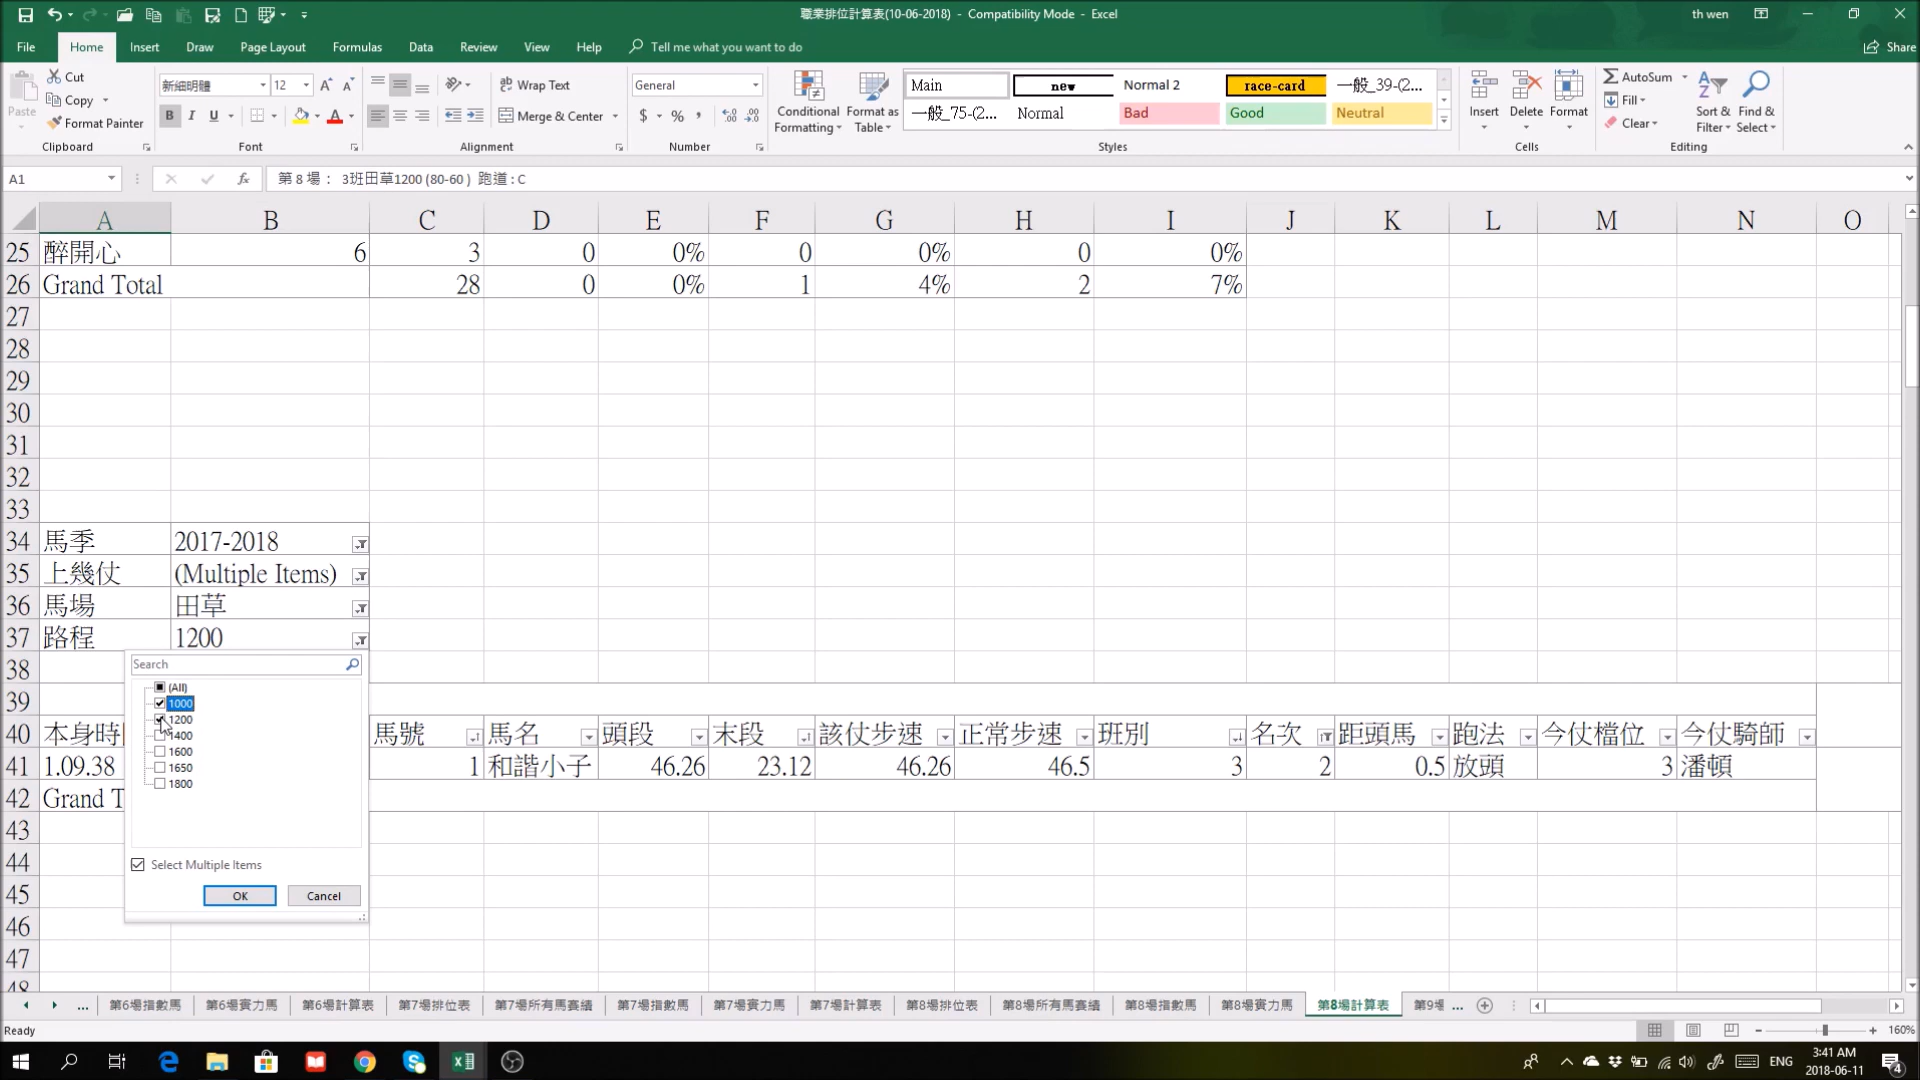 職業排位計算表(10-06-2018) - Compatibility Mode - Excel
th wen
File Home Insert Draw Page Layout Formulas Data Review View Help Tell me what you want to do Share
Paste
Cut
Copy
Format Painter
Clipboard
新細明體 12
B I U
Font
Wrap Text
Merge & Center
Alignment
General
$ % ,
Number
Conditional Formatting
Format as Table
Main new Normal 2 race-card 一般_39-(2...
一般_75-(2... Normal Bad Good Neutral
Styles
Insert Delete Format
Cells
AutoSum
Fill
Clear
Sort & Filter
Find & Select
Editing
A1 fx 第 8 場： 3班田草1200 (80-60 ) 跑道 : C
A B C D E F G H I J K L M N O
25 醉開心 6 3 0 0% 0 0% 0 0%
26 Grand Total 28 0 0% 1 4% 2 7%
27
28
29
30
31
32
33
34 馬季 2017-2018
35 上幾仗 (Multiple Items)
36 馬場 田草
37 路程 1200
38
39
40 本身時 馬號 馬名 頭段 末段 該仗步速 正常步速 班別 名次 距頭馬 跑法 今仗檔位 今仗騎師
41 1.09.38 1 和諧小子 46.26 23.12 46.26 46.5 3 2 0.5 放頭 3 潘頓
42 Grand T
43
44
45
46
47
48
Search
(All)
1000
1200
1400
1600
1650
1800
Select Multiple Items
OK Cancel
... 第6場指數馬 第6場實力馬 第6場計算表 第7場排位表 第7場所有馬賽績 第7場指數馬 第7場實力馬 第7場計算表 第8場排位表 第8場所有馬賽績 第8場指數馬 第8場實力馬 第8場計算表 第9場 ...
Ready
160%
ENG
3:41 AM
2018-06-11
4